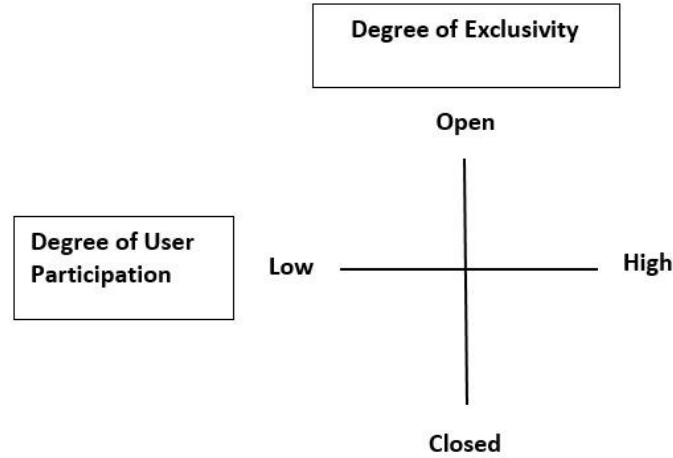 Degree of Exclusivity
Open
Degree of User
Participation
Low
High
Closed